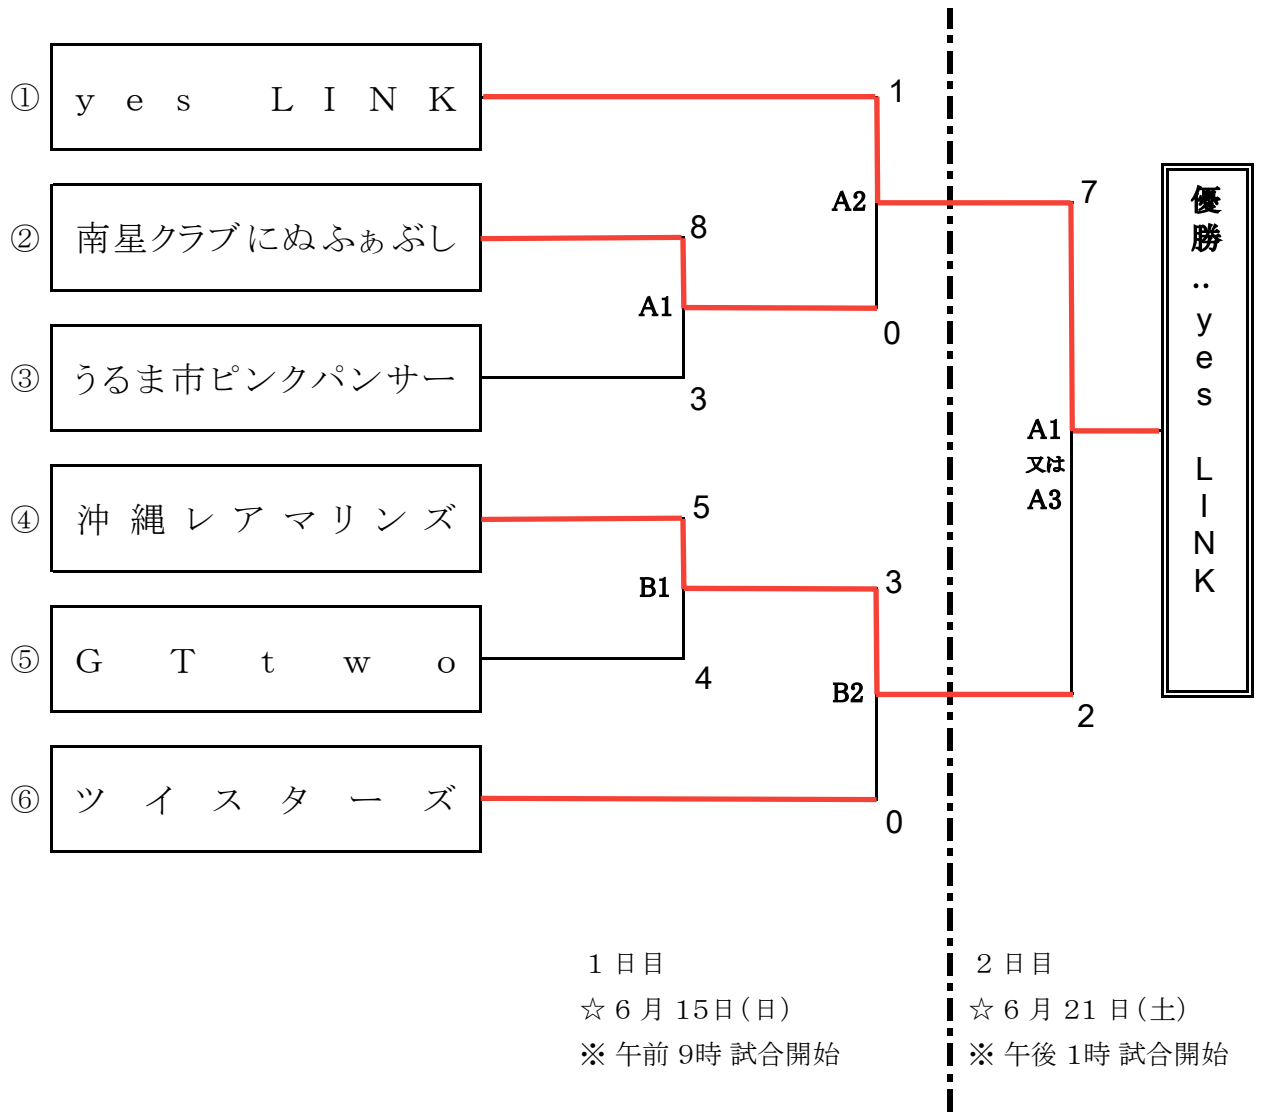 ① yes LINK
② 南星クラブにぬふぁぶし
③ うるま市ピンクパンサー
④ 沖縄レアマリンズ
⑤ GTtwo
⑥ ツイスターズ
8
A1
3
5
B1
4
1
A2
0
3
B2
0
7
A1
又は
A3
2
優勝：yes LINK
１日目
☆６月 15日（日）
※ 午前 9時 試合開始
２日目
☆６月 21日（土）
※ 午後 1時 試合開始